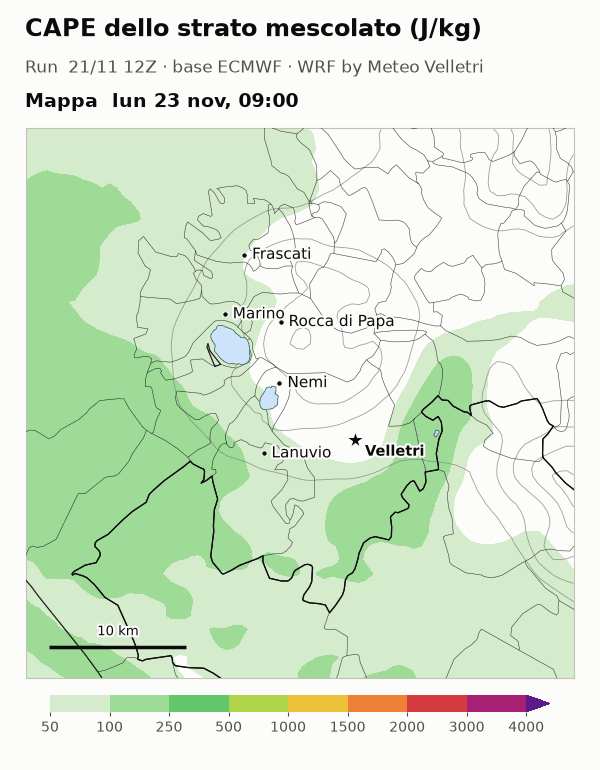 CAPE dello strato mescolato (J/kg)
Run  21/11 12Z · base ECMWF · WRF by Meteo Velletri
Mappa  lun 23 nov, 09:00
Frascati
Marino
Rocca di Papa
Nemi
Velletri
Lanuvio
10 km
50 100 250 500 1000 1500 2000 3000 4000